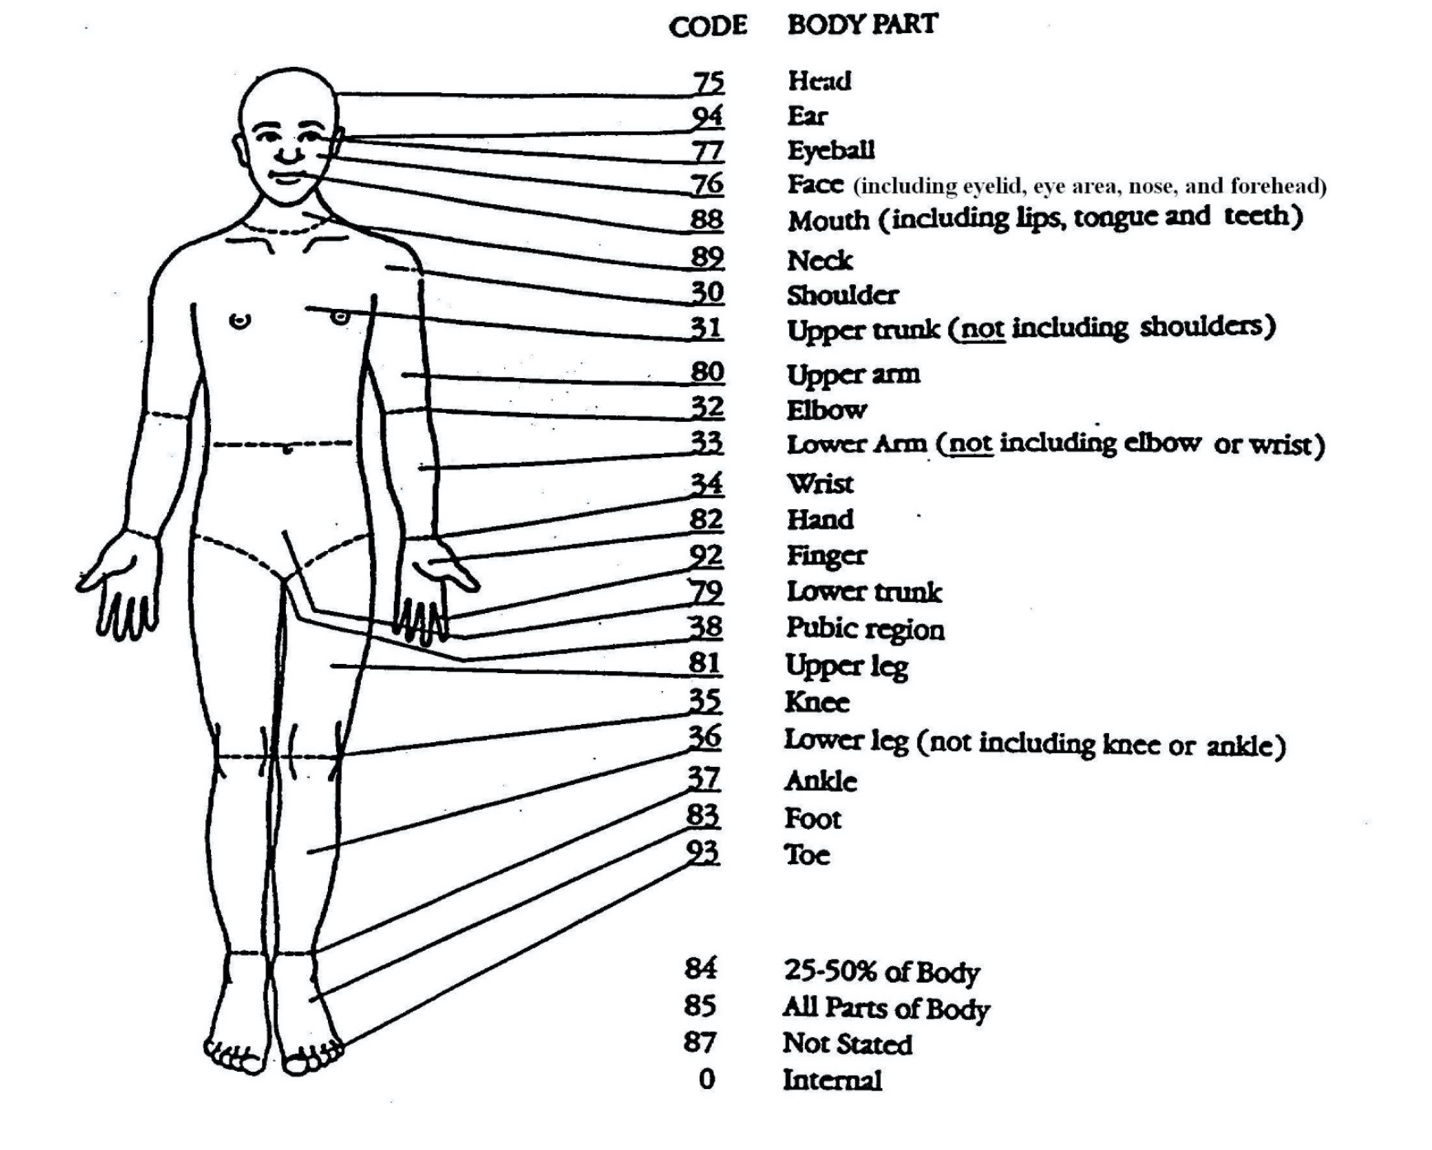 CODE BODY PART
75 Head
94 Ear
77 Eyeball
76 Face (including eyelid, eye area, nose, and forehead)
88 Mouth (including lips, tongue and teeth)
89 Neck
30 Shoulder
31 Upper trunk (not including shoulders)
80 Upper arm
32 Elbow
33 Lower Arm (not including elbow or wrist)
34 Wrist
82 Hand
92 Finger
79 Lower trunk
38 Pubic region
81 Upper leg
35 Knee
36 Lower leg (not including knee or ankle)
37 Ankle
83 Foot
93 Toe
84 25-50% of Body
85 All Parts of Body
87 Not Stated
0 Internal